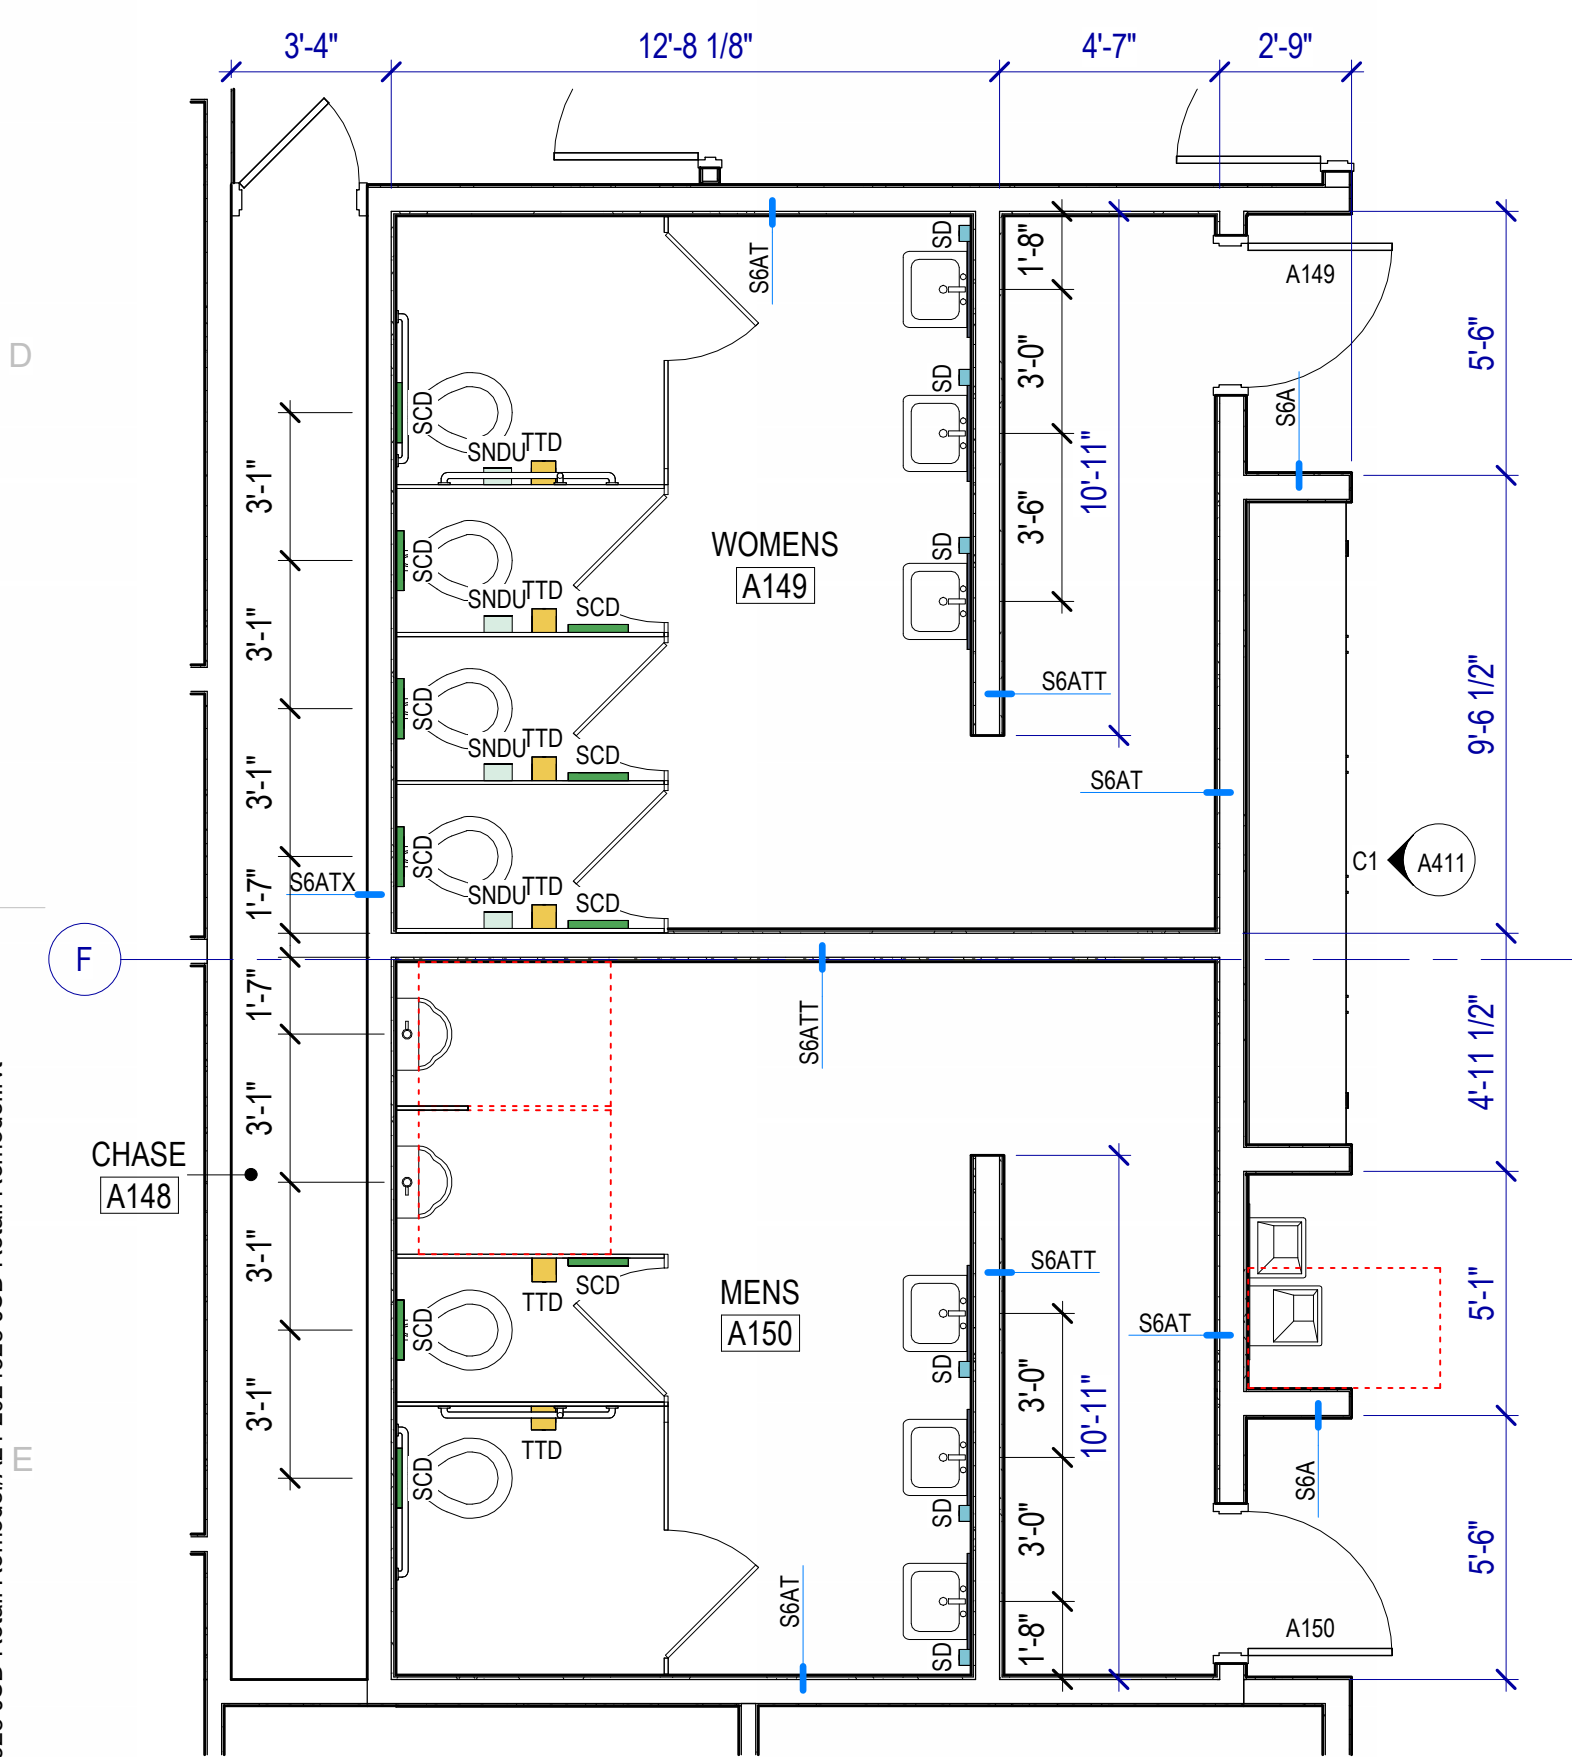 3'-4"
12'-8 1/8"
4'-7"
2'-9"
S6AT
SD
1'-8"
A149
5'-6"
D
SD
3'-0"
S6A
SCD
SNDU
TTD
3'-1"
10'-11"
3'-6"
WOMENS
A149
SD
SCD
SNDU
TTD
SCD
3'-1"
S6ATT
9'-6 1/2"
SCD
SNDU
TTD
SCD
3'-1"
S6AT
C1
A411
SCD
1'-7"
S6ATX
SNDU
TTD
SCD
F
1'-7"
S6ATT
4'-11 1/2"
3'-1"
CHASE
A148
3'-1"
TTD
SCD
MENS
A150
S6ATT
S6AT
5'-1"
SCD
SD
3'-0"
3'-1"
10'-11"
TTD
E
SCD
SD
S6A
3'-0"
5'-6"
S6AT
SD
1'-8"
A150